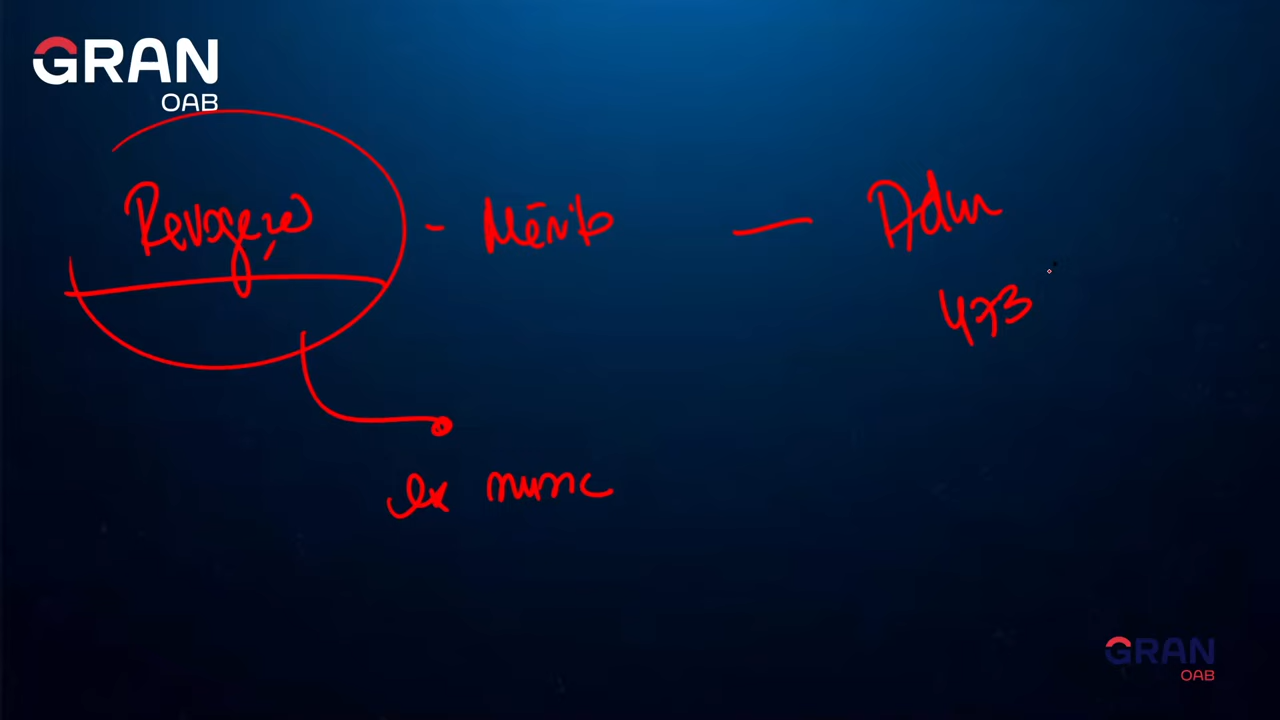 GRAN
OAB
Revogação - Mérito — Adm
473
ex nunc
GRAN
OAB